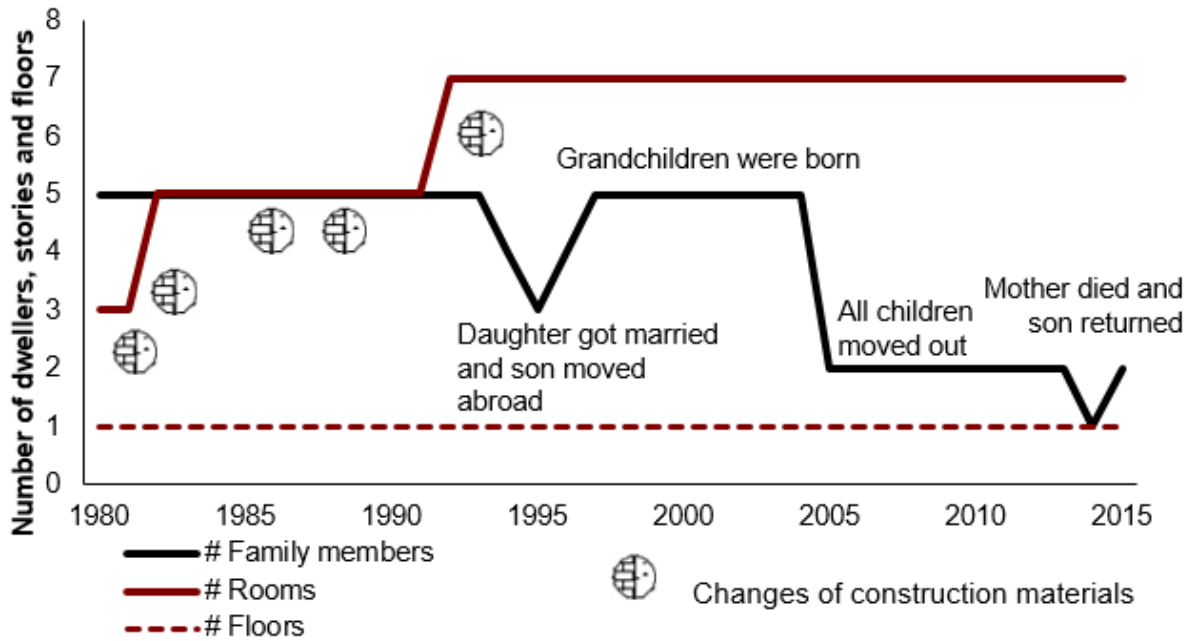 Number of dwellers, stories and floors
8
7
6
5
4
3
2
1
0
Grandchildren were born
Daughter got married
and son moved
abroad
All children
moved out
Mother died and
son returned
1980 1985 1990 1995 2000 2005 2010 2015
# Family members
# Rooms
# Floors
Changes of construction materials